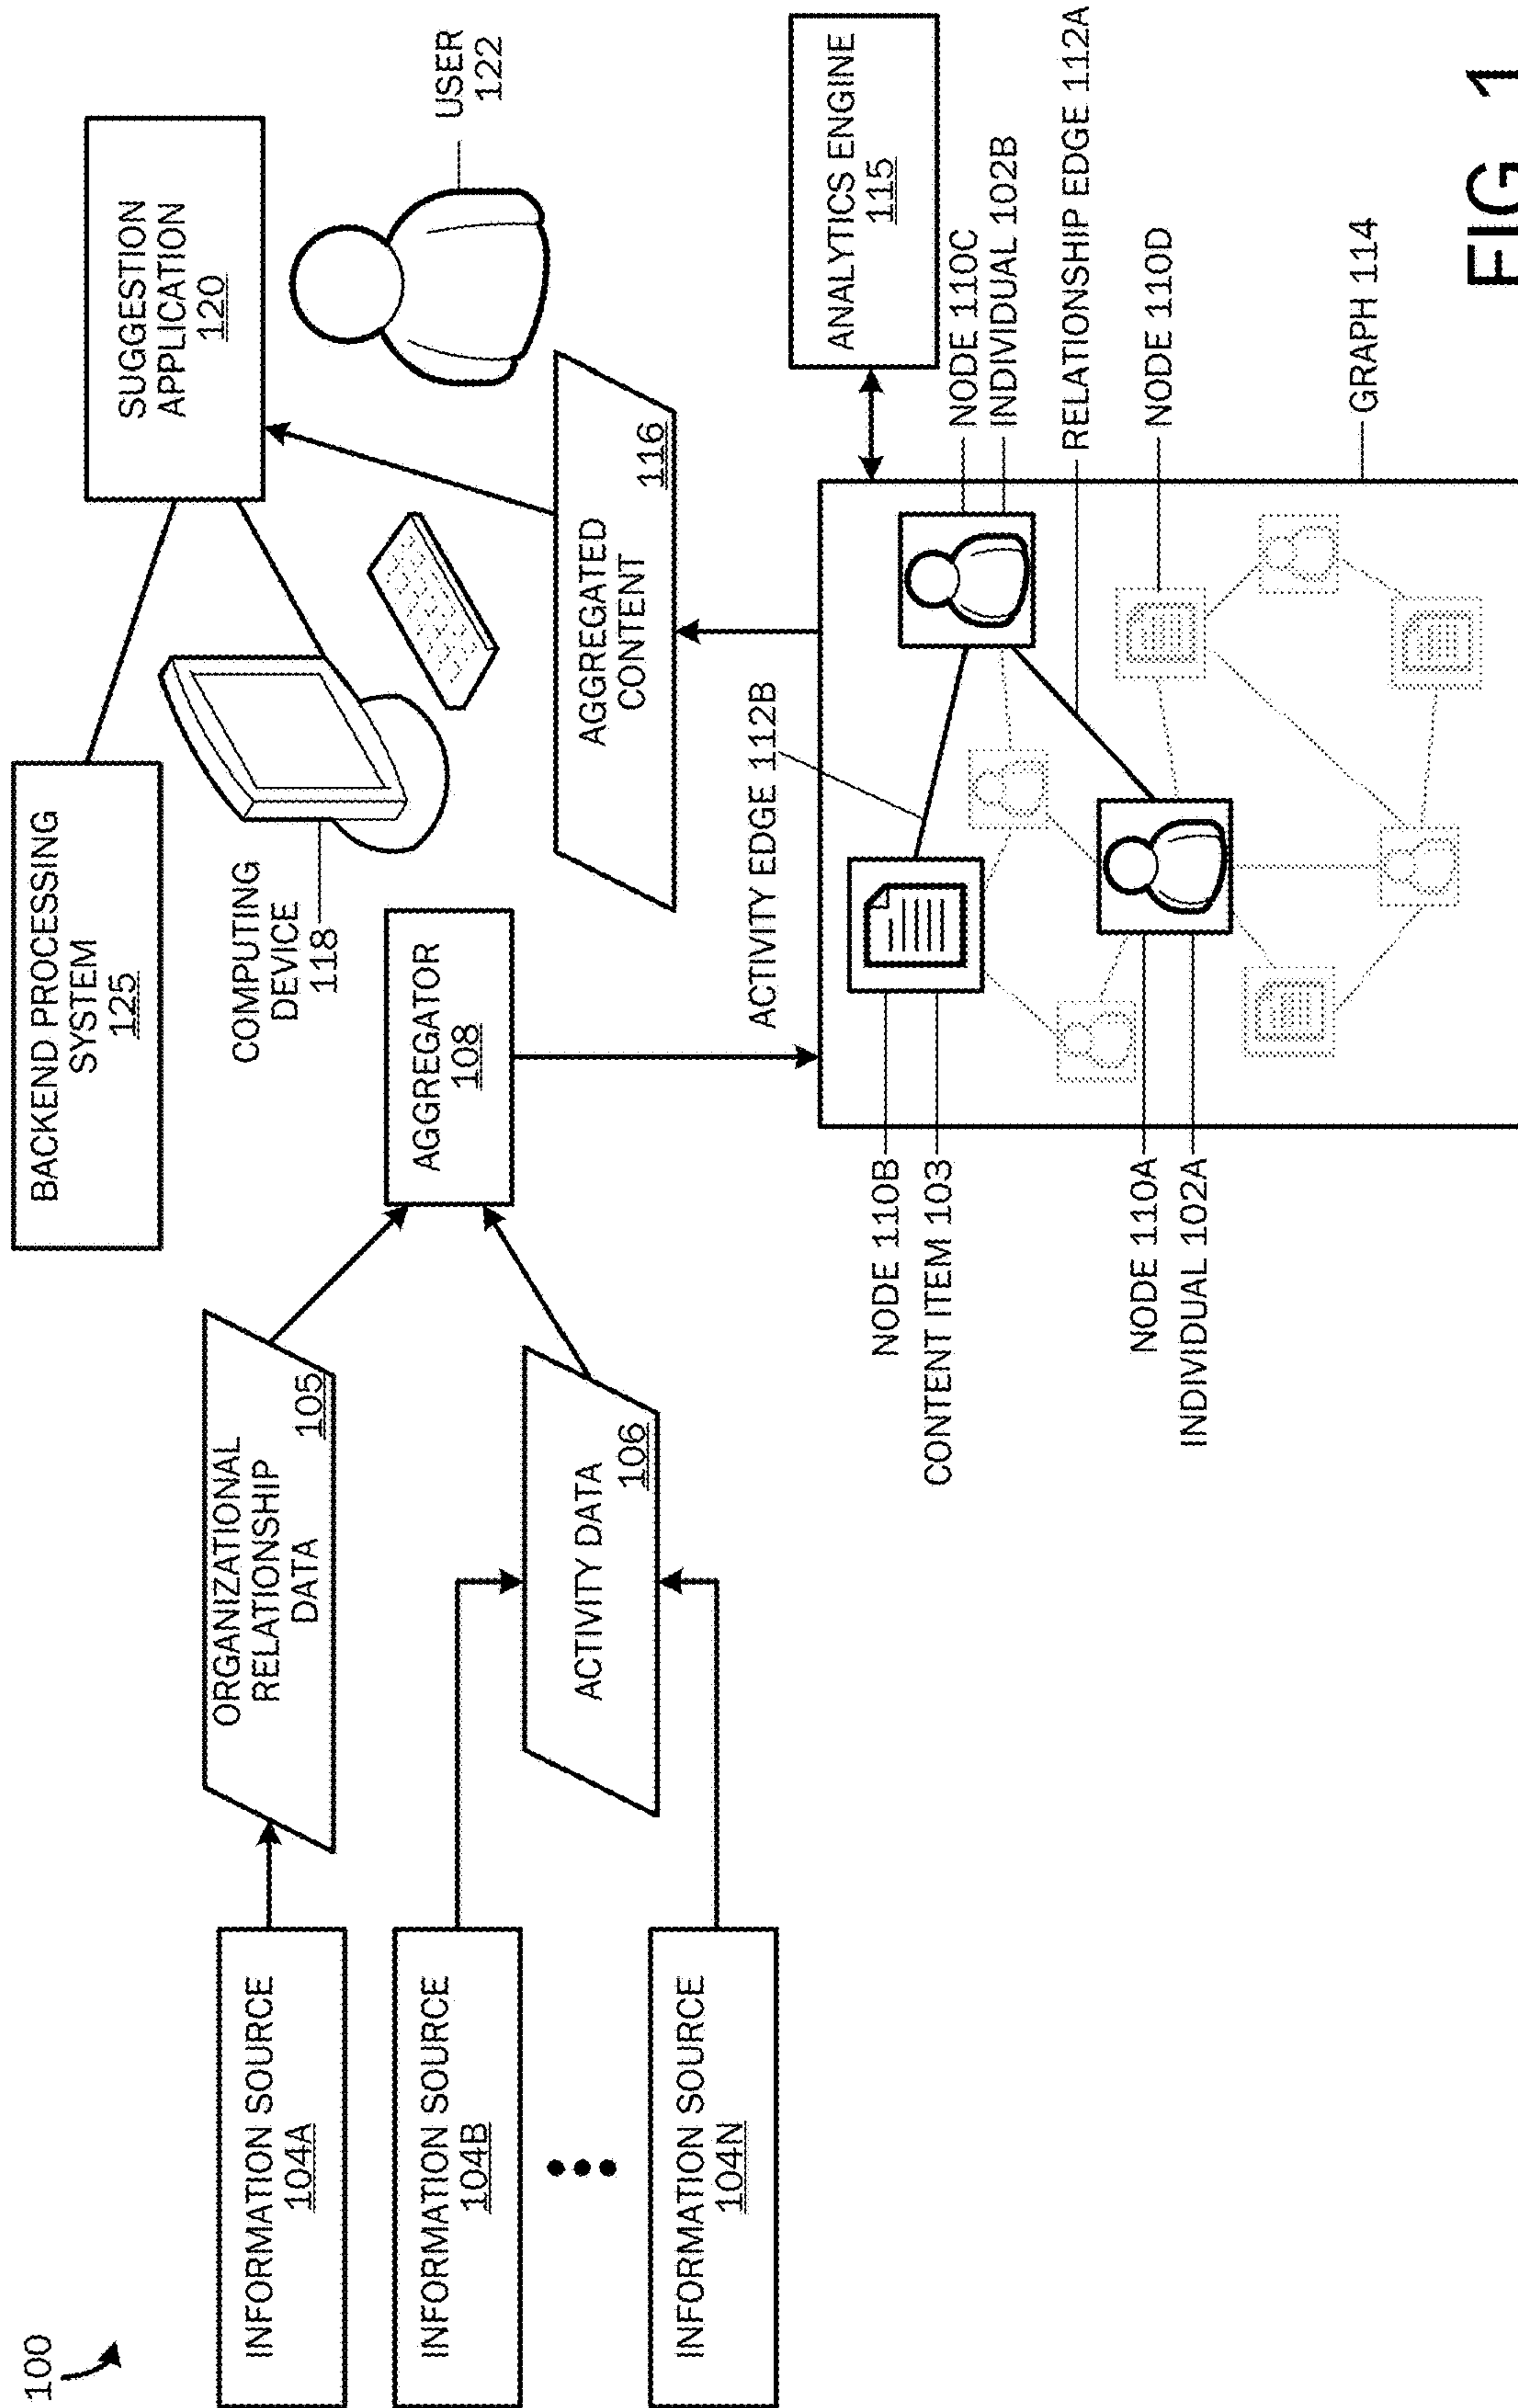 100
INFORMATION SOURCE
104A
INFORMATION SOURCE
104B
INFORMATION SOURCE
104N
ORGANIZATIONAL
RELATIONSHIP
DATA
105
ACTIVITY DATA
106
BACKEND PROCESSING
SYSTEM
125
COMPUTING
DEVICE
118
AGGREGATOR
108
SUGGESTION
APPLICATION
120
USER
122
AGGREGATED
CONTENT
116
ACTIVITY EDGE 112B
ANALYTICS ENGINE
115
NODE 110C
INDIVIDUAL 102B
RELATIONSHIP EDGE 112A
NODE 110D
GRAPH 114
NODE 110B
CONTENT ITEM 103
NODE 110A
INDIVIDUAL 102A
FIG. 1